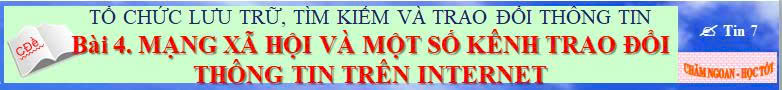 TỔ CHỨC LƯU TRỮ, TÌM KIẾM VÀ TRAO ĐỔI THÔNG TIN
CĐề
Bài 4. MẠNG XÃ HỘI VÀ MỘT SỐ KÊNH TRAO ĐỔI
THÔNG TIN TRÊN INTERNET
Tin 7
CHĂM NGOAN - HỌC TỐT